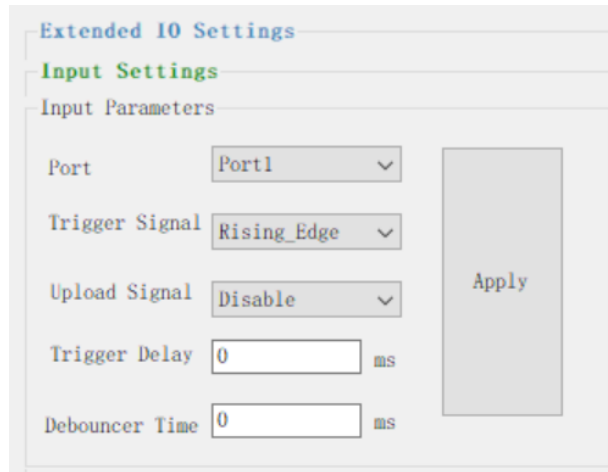 Extended IO Settings
Input Settings
Input Parameters
Port Port1
Trigger Signal Rising_Edge
Upload Signal Disable
Apply
Trigger Delay 0 ms
Debouncer Time 0 ms